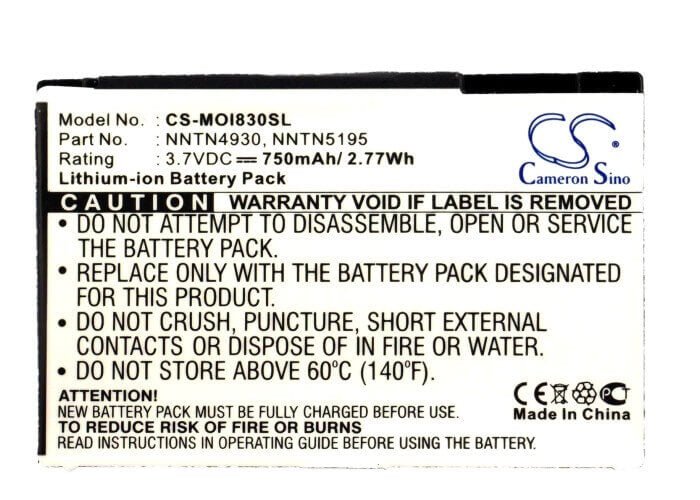 Model No. : CS-MOI830SL
Part No. : NNTN4930, NNTN5195
Rating : 3.7VDC⎓750mAh/ 2.77Wh
Lithium-ion Battery Pack
CS
Cameron Sino
CAUTION WARRANTY VOID IF LABEL IS REMOVED
• DO NOT ATTEMPT TO DISASSEMBLE, OPEN OR SERVICE
THE BATTERY PACK.
• REPLACE ONLY WITH THE BATTERY PACK DESIGNATED
FOR THIS PRODUCT.
• DO NOT CRUSH, PUNCTURE, SHORT EXTERNAL
CONTACTS OR DISPOSE OF IN FIRE OR WATER.
• DO NOT STORE ABOVE 60°C (140°F).
ATTENTION!
NEW BATTERY PACK MUST BE FULLY CHARGED BEFORE USE.
TO REDUCE RISK OF FIRE OR BURNS
READ INSTRUCTIONS IN OPERATING GUIDE BEFORE USE.
CE
Made In China